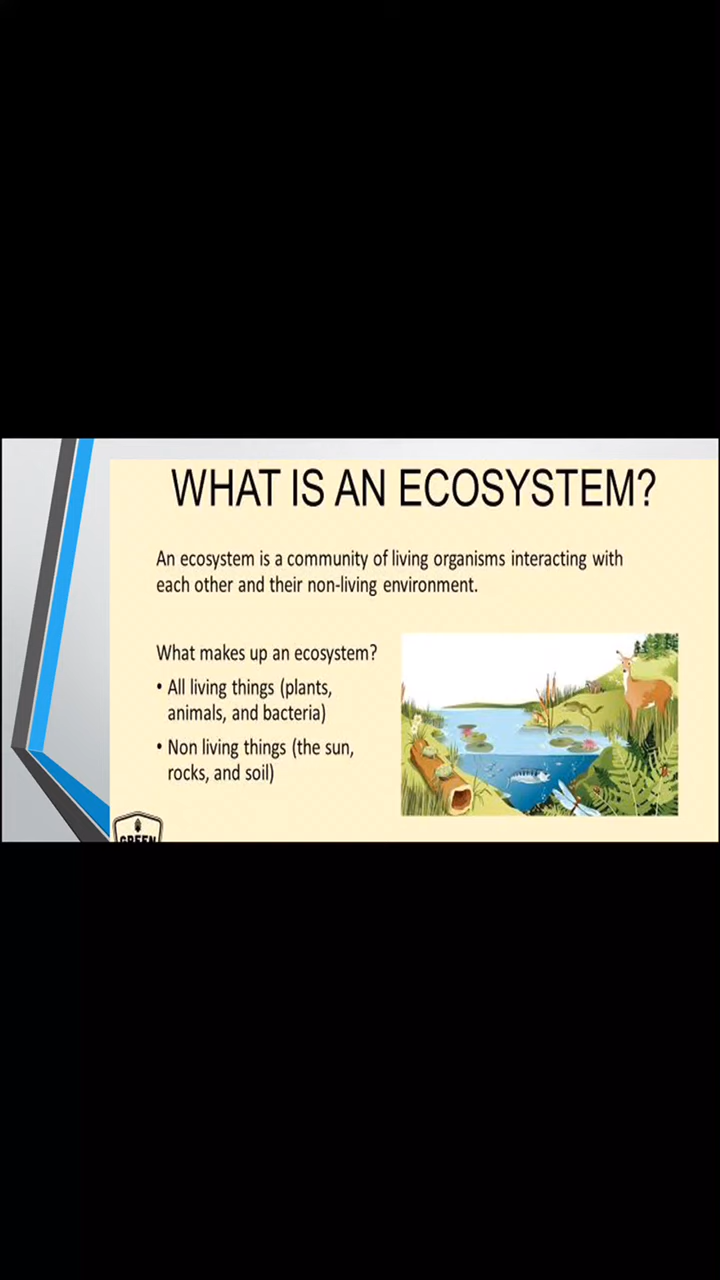 WHAT IS AN ECOSYSTEM?
An ecosystem is a community of living organisms interacting with
each other and their non-living environment.
What makes up an ecosystem?
• All living things (plants,
animals, and bacteria)
• Non living things (the sun,
rocks, and soil)
GREEN